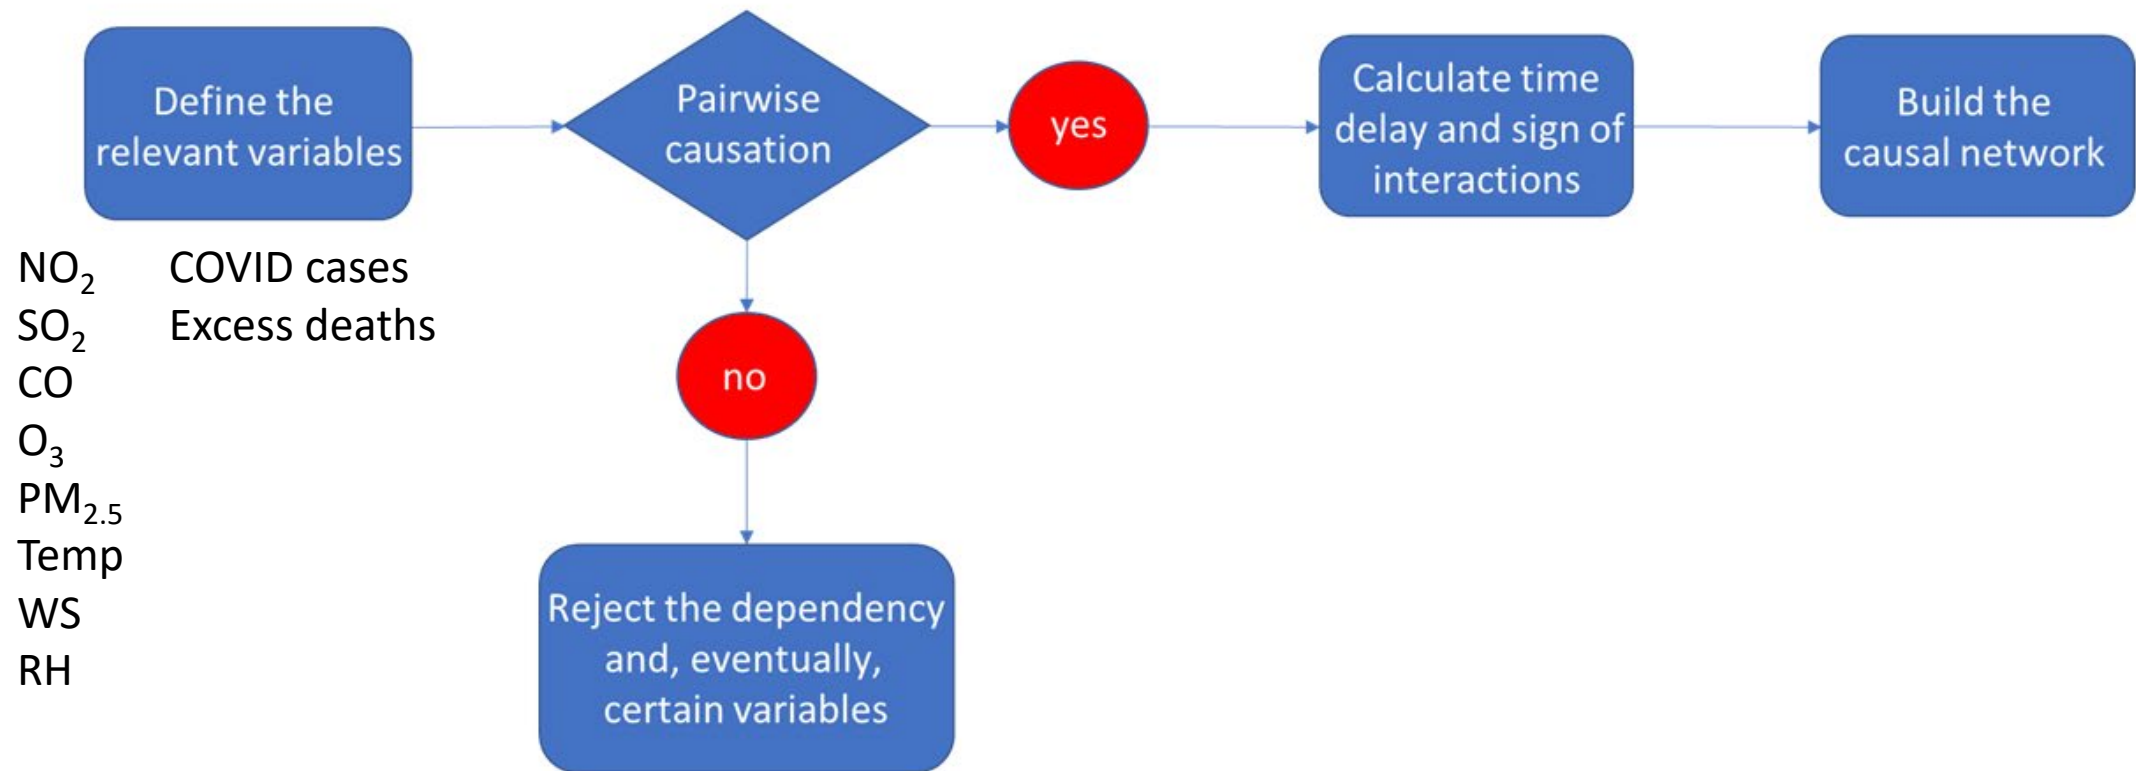 Define the
relevant variables
Pairwise
causation
yes
Calculate time
delay and sign of
interactions
Build the
causal network
NO₂
SO₂
CO
O₃
PM₂.₅
Temp
WS
RH
COVID cases
Excess deaths
no
Reject the dependency
and, eventually,
certain variables